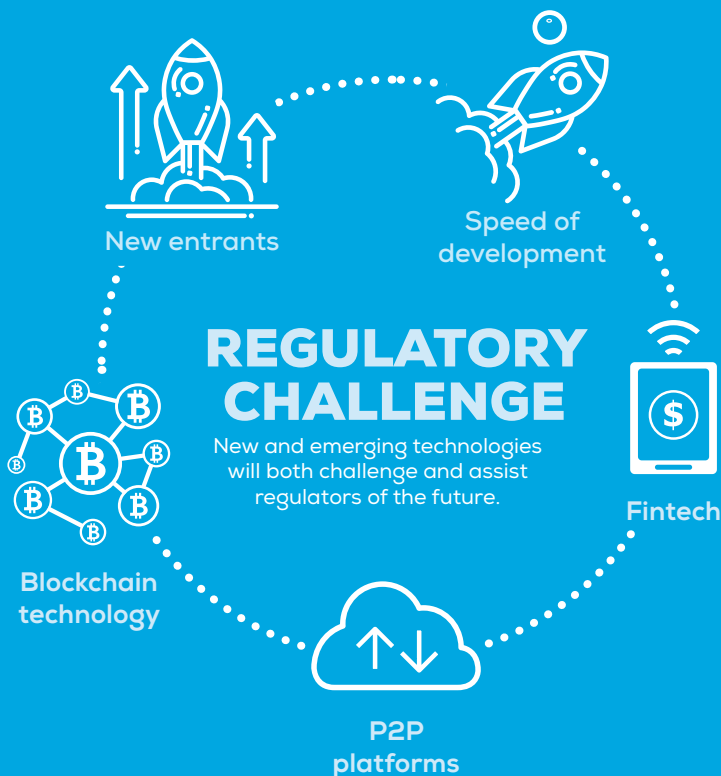 New entrants
Speed of
development
REGULATORY
CHALLENGE
New and emerging technologies
will both challenge and assist
regulators of the future.
$
Fintech
₿
₿
₿
₿
₿
₿
₿
₿
₿
Blockchain
technology
P2P
platforms